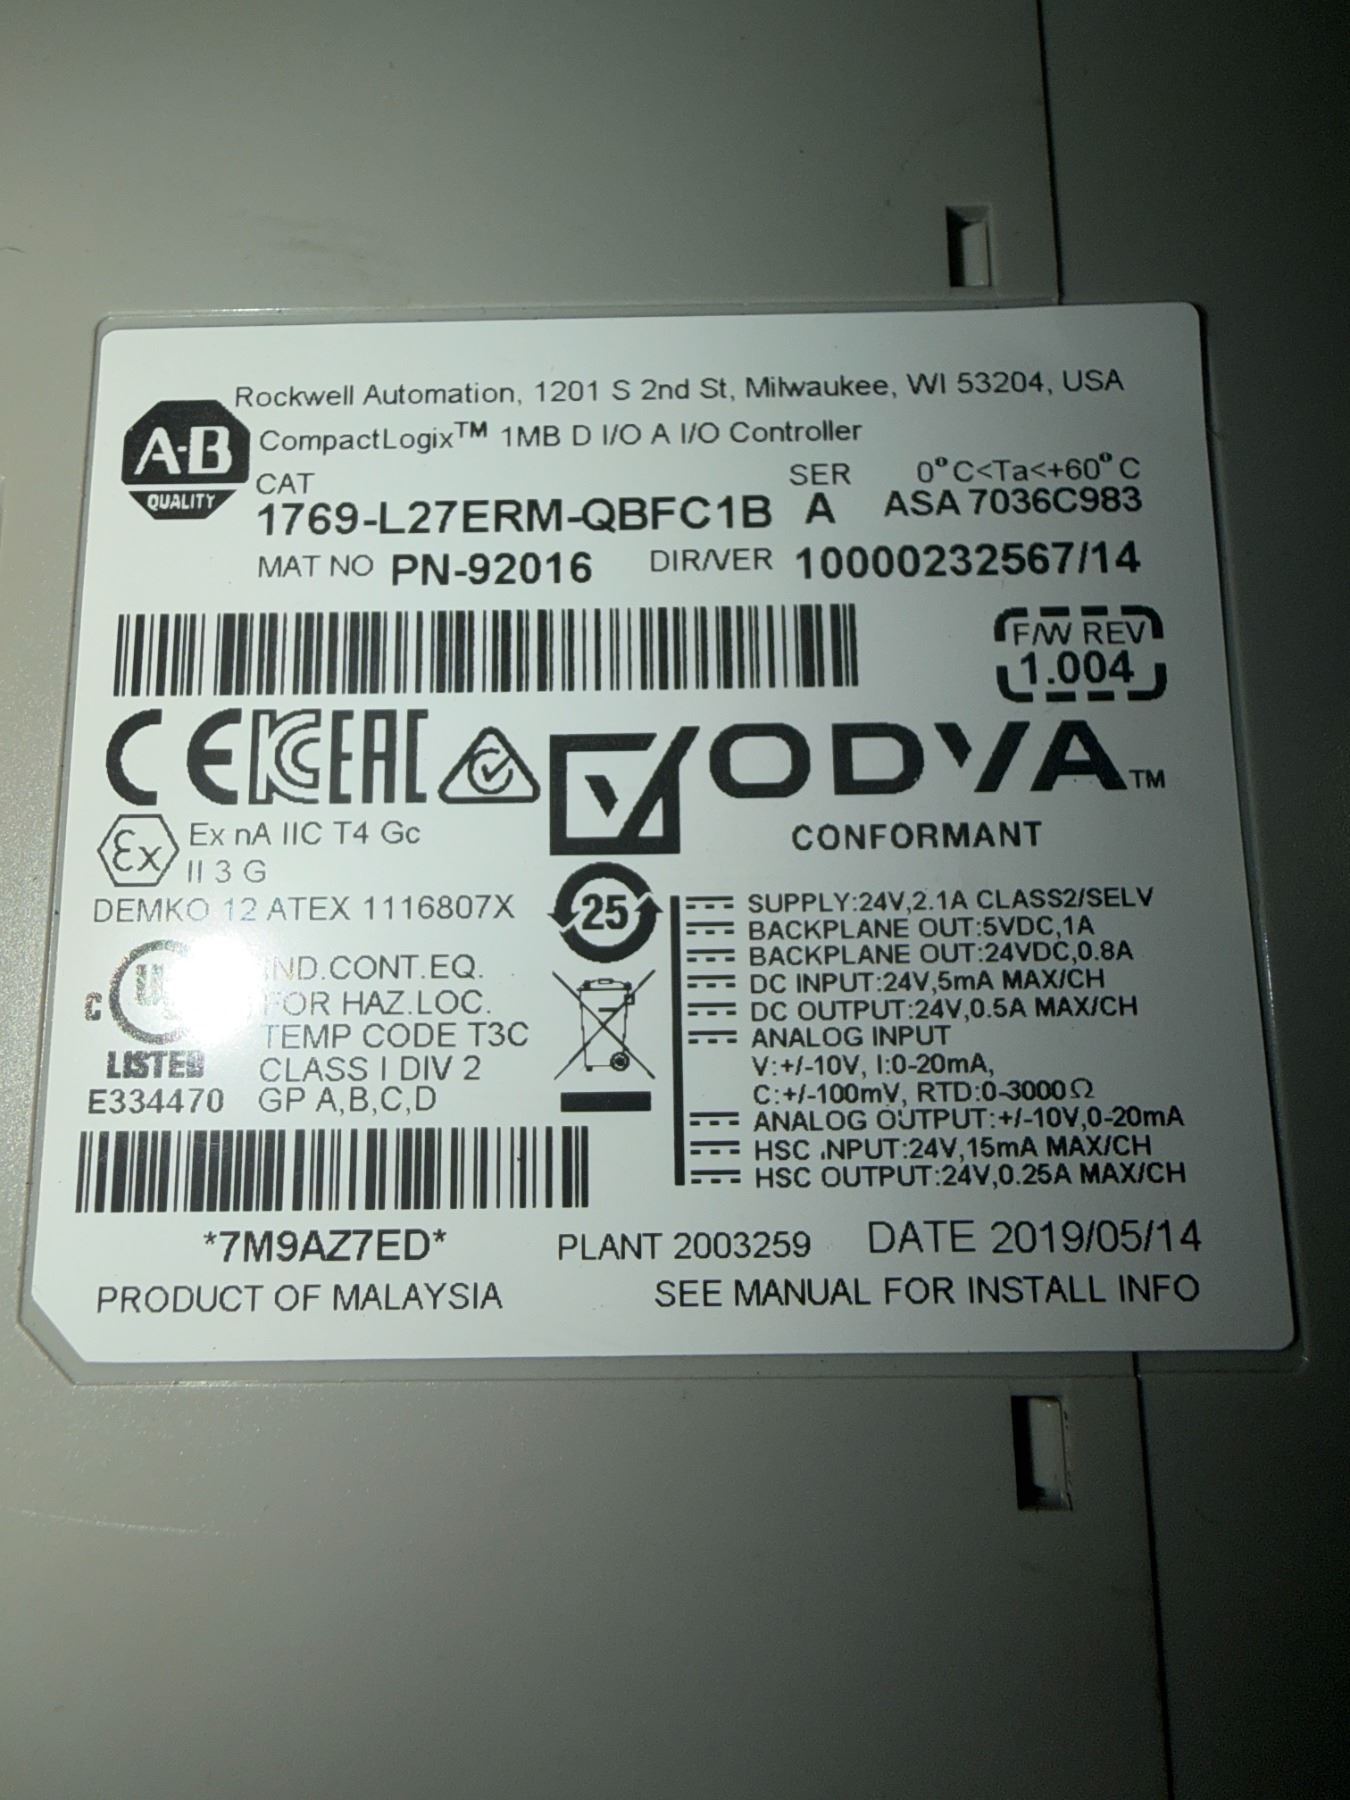 Rockwell Automation, 1201 S 2nd St, Milwaukee, WI 53204, USA
A-B
QUALITY
CompactLogix™ 1MB D I/O A I/O Controller
CAT SER 0°C<Ta<+60°C
1769-L27ERM-QBFC1B A ASA 7036C983
MAT NO PN-92016 DIR/VER 10000232567/14
F/W REV
1.004
CE KC EAC ODVA™
CONFORMANT
Ex Ex nA IIC T4 Gc
II 3 G
DEMKO 12 ATEX 1116807X
25
C UL
LISTED
E334470
IND.CONT.EQ.
FOR HAZ.LOC.
TEMP CODE T3C
CLASS I DIV 2
GP A,B,C,D
SUPPLY:24V,2.1A CLASS2/SELV
BACKPLANE OUT:5VDC,1A
BACKPLANE OUT:24VDC,0.8A
DC INPUT:24V,5mA MAX/CH
DC OUTPUT:24V,0.5A MAX/CH
ANALOG INPUT
V:+/-10V, I:0-20mA,
C:+/-100mV, RTD:0-3000Ω
ANALOG OUTPUT:+/-10V,0-20mA
HSC INPUT:24V,15mA MAX/CH
HSC OUTPUT:24V,0.25A MAX/CH
*7M9AZ7ED* PLANT 2003259 DATE 2019/05/14
PRODUCT OF MALAYSIA SEE MANUAL FOR INSTALL INFO